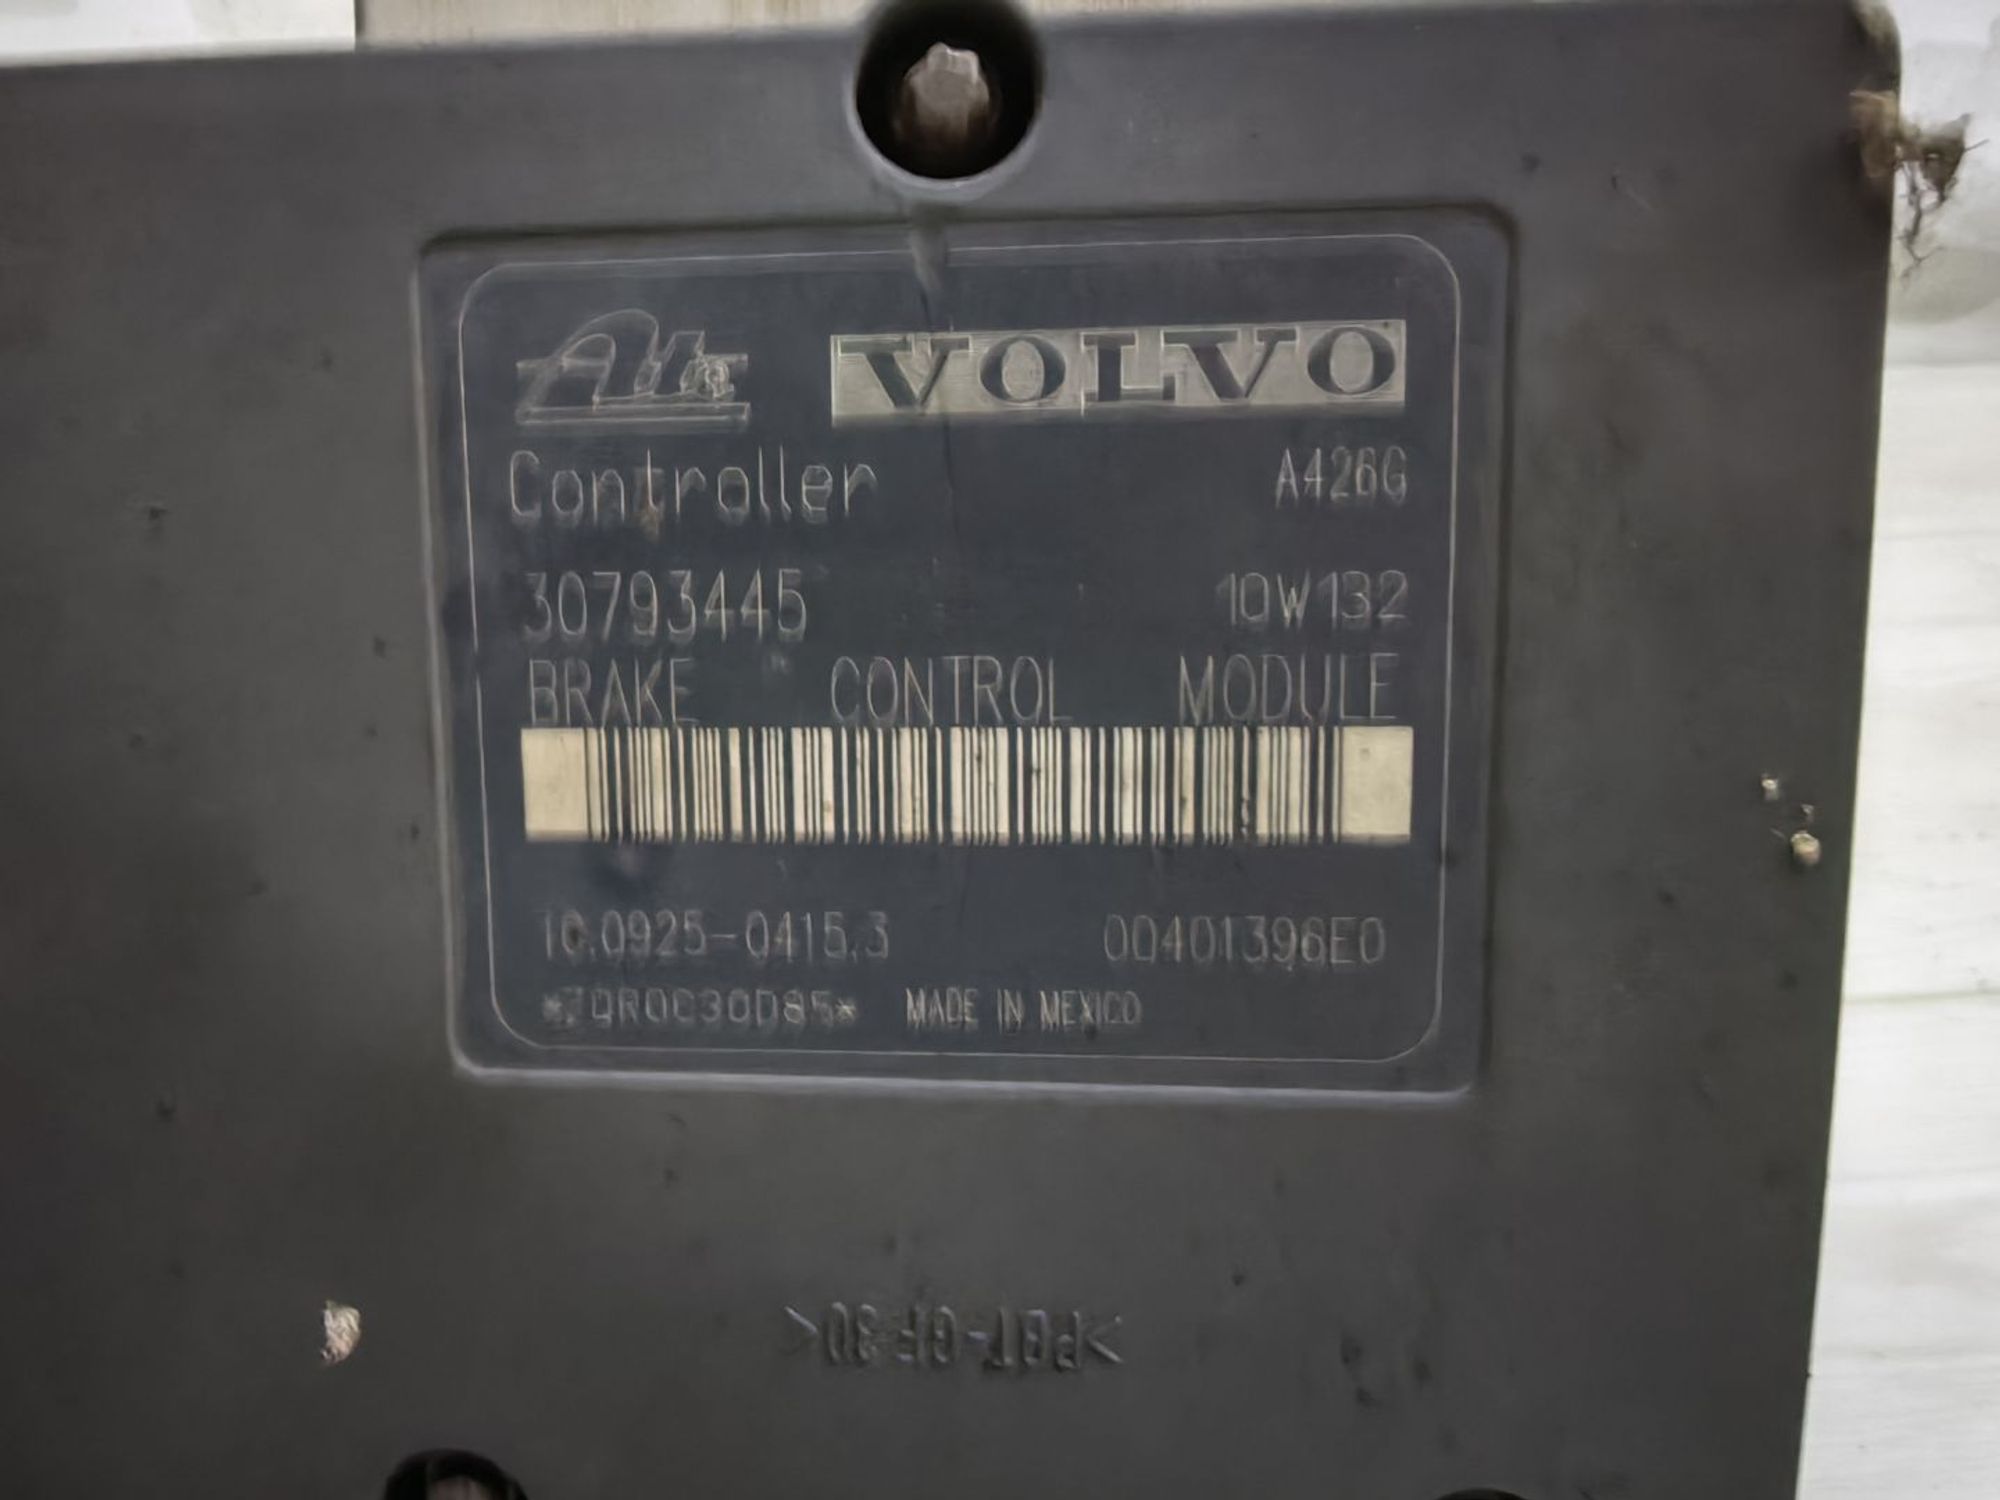 Ate VOLVO
Controller A426G
30793445 10W132
BRAKE CONTROL MODULE
10.0925-0415.3 00401396E0
MADE IN MEXICO
>PBT-GF30<